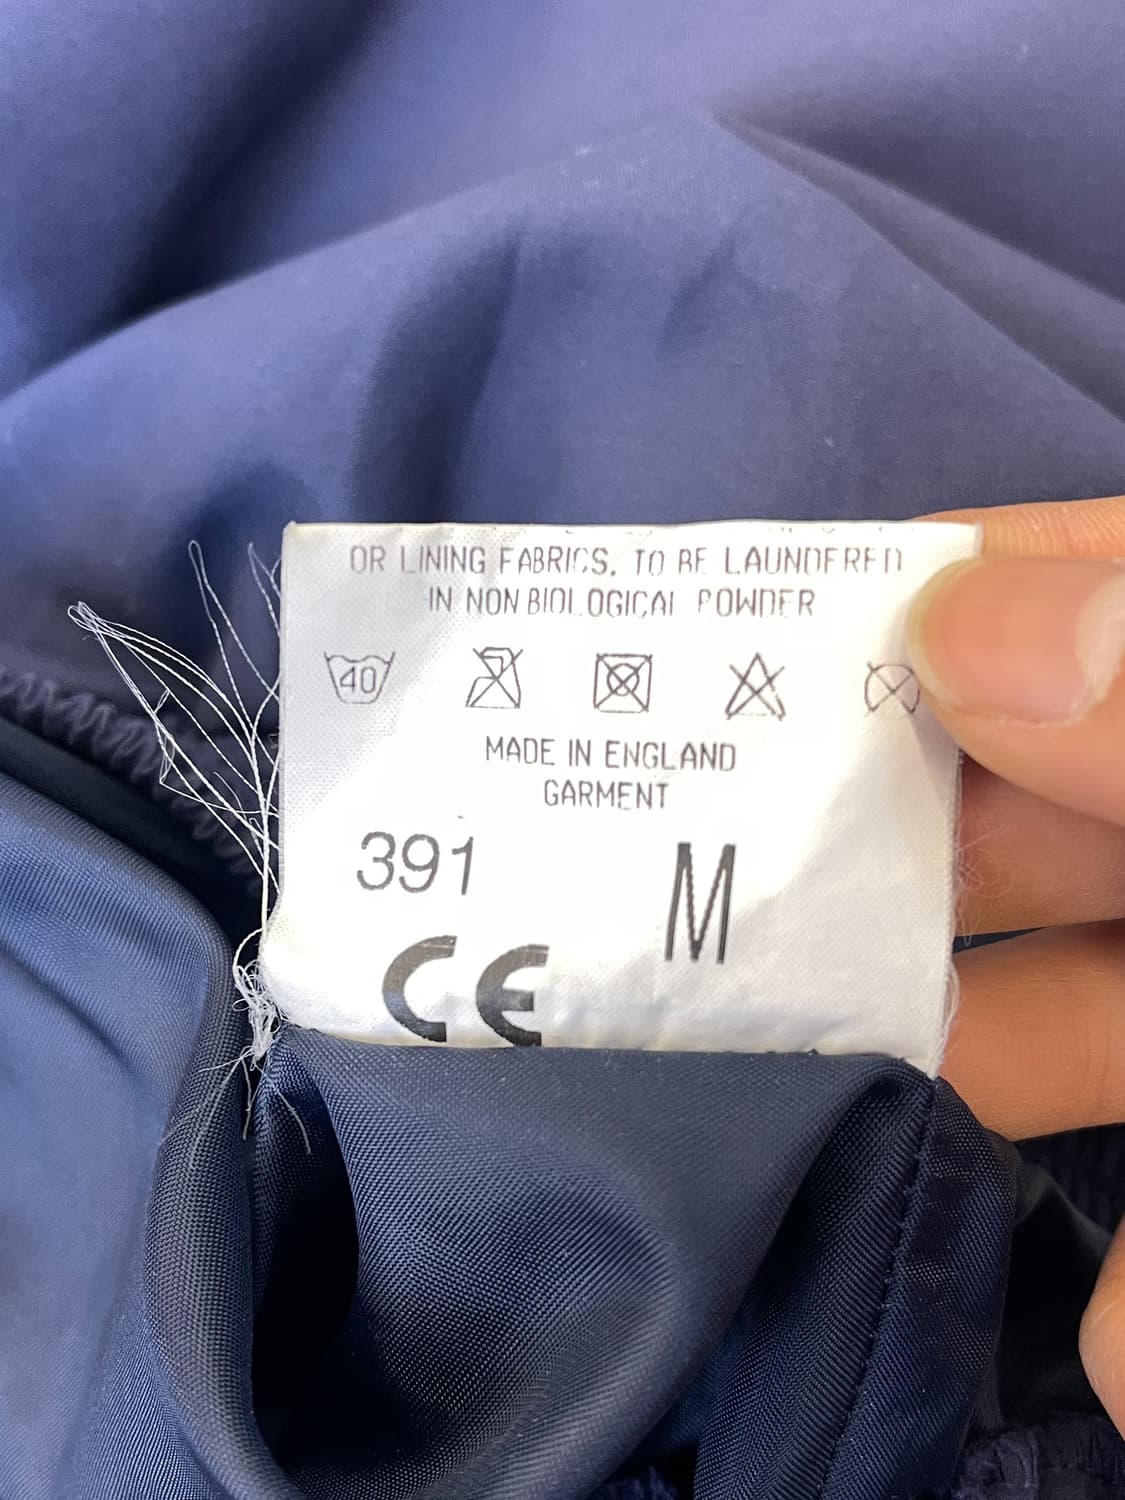 OR LINING FABRICS. TO BE LAUNDERED
IN NON BIOLOGICAL POWDER
40
MADE IN ENGLAND
GARMENT
391
M
CE